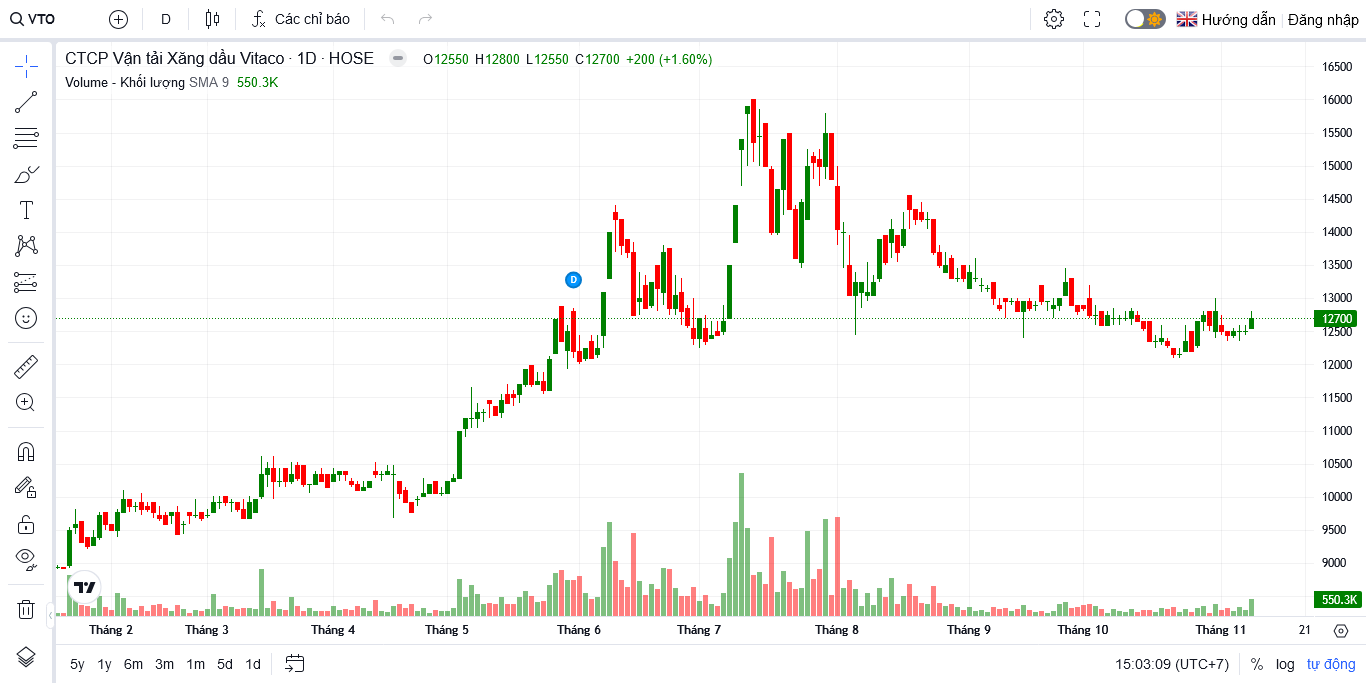 VTO D Các chỉ báo Hướng dẫn Đăng nhập
CTCP Vận tải Xăng dầu Vitaco · 1D · HOSE O12550 H12800 L12550 C12700 +200 (+1.60%)
Volume - Khối lượng SMA 9 550.3K
16500
16000
15500
15000
14500
14000
13500
D
13000
12700
12500
12000
11500
11000
10500
10000
9500
9000
550.3K
Tháng 2 Tháng 3 Tháng 4 Tháng 5 Tháng 6 Tháng 7 Tháng 8 Tháng 9 Tháng 10 Tháng 11 21
5y 1y 6m 3m 1m 5d 1d 15:03:09 (UTC+7) % log tự động